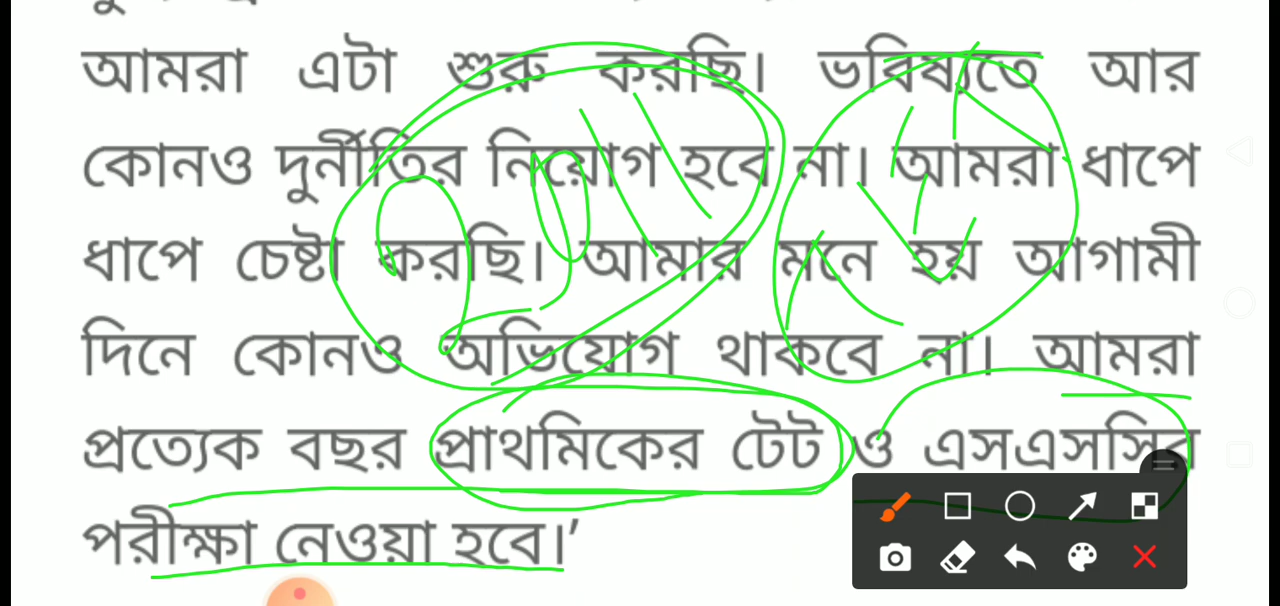 আমরা এটা শুরু করছি। ভবিষ্যতে আর
কোনও দুর্নীতির নিয়োগ হবে না। আমরা ধাপে
ধাপে চেষ্টা করছি। আমার মনে হয় আগামী
দিনে কোনও অভিযোগ থাকবে না। আমরা
প্রত্যেক বছর প্রাথমিকের টেট ও এসএসসির
পরীক্ষা নেওয়া হবে।’